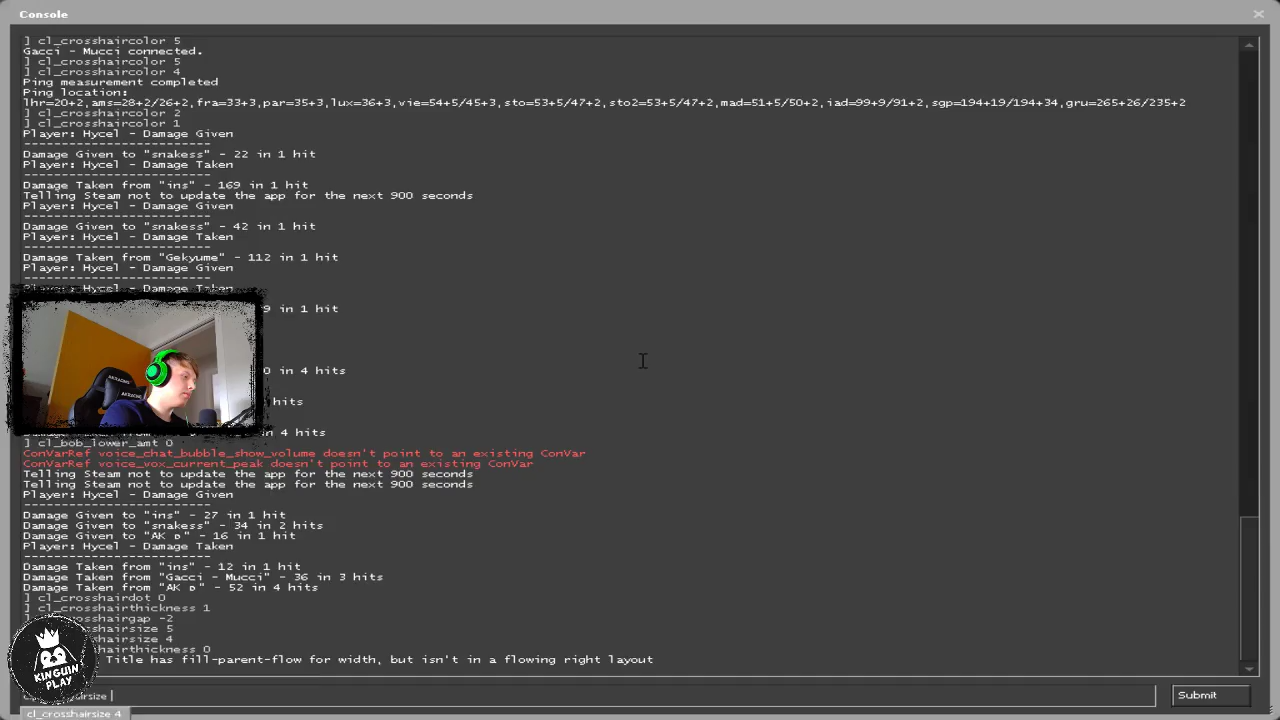 Console
] cl_crosshaircolor 5
Gacci - Mucci connected.
] cl_crosshaircolor 5
] cl_crosshaircolor 4
Ping measurement completed
Ping location:
lhr=20+2,ams=28+2/26+2,fra=33+3,par=35+3,lux=36+3,vie=54+5/45+3,sto=53+5/47+2,sto2=53+5/47+2,mad=51+5/50+2,iad=99+9/91+2,sgp=194+19/194+34,gru=265+26/235+2
] cl_crosshaircolor 2
] cl_crosshaircolor 1
Player: Hycel - Damage Given
-------------------------
Damage Given to "snakess" - 22 in 1 hit
Player: Hycel - Damage Taken
-------------------------
Damage Taken from "ins" - 169 in 1 hit
Telling Steam not to update the app for the next 900 seconds
Player: Hycel - Damage Given
-------------------------
Damage Given to "snakess" - 42 in 1 hit
Player: Hycel - Damage Taken
-------------------------
Damage Taken from "Gekyume" - 112 in 1 hit
Player: Hycel - Damage Given
-------------------------
Player: Hycel - Damage Taken
9 in 1 hit
0 in 4 hits
hits
in 4 hits
] cl_bob_lower_amt 0
ConVarRef voice_chat_bubble_show_volume doesn't point to an existing ConVar
ConVarRef voice_vox_current_peak doesn't point to an existing ConVar
Telling Steam not to update the app for the next 900 seconds
Telling Steam not to update the app for the next 900 seconds
Player: Hycel - Damage Given
-------------------------
Damage Given to "ins" - 27 in 1 hit
Damage Given to "snakess" - 34 in 2 hits
Damage Given to "AK ค" - 16 in 1 hit
Player: Hycel - Damage Taken
-------------------------
Damage Taken from "ins" - 12 in 1 hit
Damage Taken from "Gacci - Mucci" - 36 in 3 hits
Damage Taken from "AK ค" - 52 in 4 hits
] cl_crosshairdot 0
] cl_crosshairthickness 1
crosshairgap -2
hairsize 5
hairsize 4
hairthickness 0
Title has fill-parent-flow for width, but isn't in a flowing right layout
KINGUIN
PLAY
size
Submit
cl_crosshairsize 4
AKRACING
AKRACING